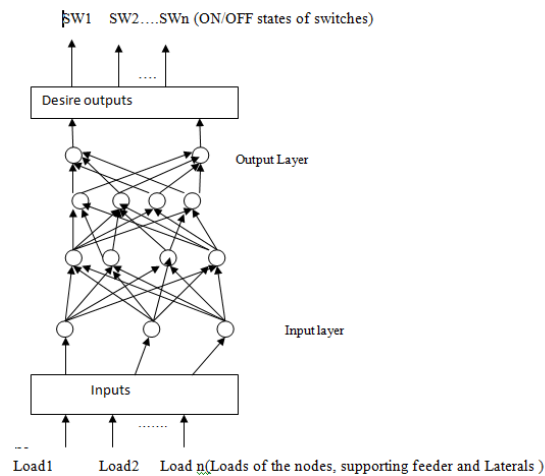 SW1 SW2....SWn (ON/OFF states of switches)
....
Desire outputs
Output Layer
Input layer
Inputs
.......
Load1 Load2 Load n(Loads of the nodes, supporting feeder and Laterals )